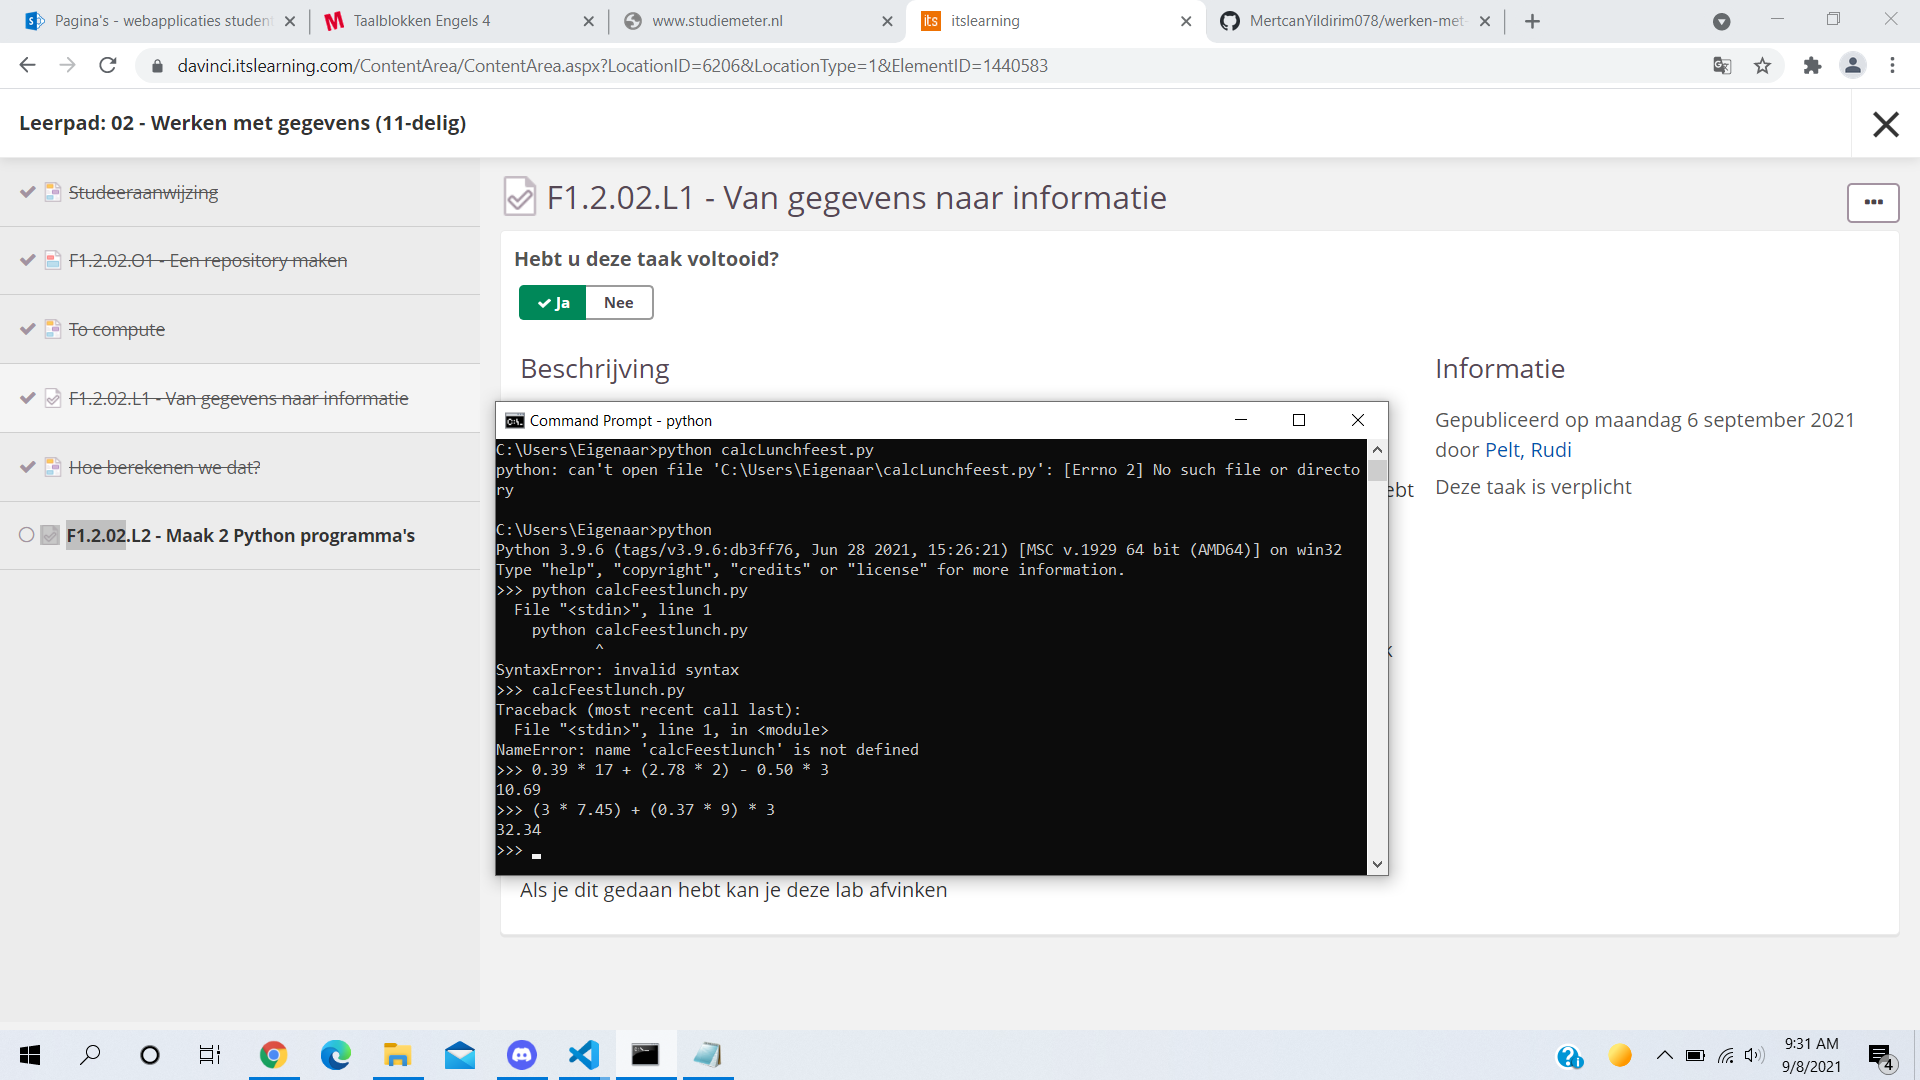 Pagina's - webapplicaties student
Taalblokken Engels 4
www.studiemeter.nl
its itslearning
MertcanYildirim078/werken-met-
davinci.itslearning.com/ContentArea/ContentArea.aspx?LocationID=6206&LocationType=1&ElementID=1440583
Leerpad: 02 - Werken met gegevens (11-delig)
Studeeraanwijzing
F1.2.02.O1 - Een repository maken
To compute
F1.2.02.L1 - Van gegevens naar informatie
Hoe berekenen we dat?
F1.2.02.L2 - Maak 2 Python programma's
F1.2.02.L1 - Van gegevens naar informatie
Hebt u deze taak voltooid?
Ja Nee
Beschrijving
Informatie
Gepubliceerd op maandag 6 september 2021
door Pelt, Rudi
Deze taak is verplicht
ebt
k
Command Prompt - python
C:\Users\Eigenaar>python calcLunchfeest.py
python: can't open file 'C:\Users\Eigenaar\calcLunchfeest.py': [Errno 2] No such file or directo
ry
C:\Users\Eigenaar>python
Python 3.9.6 (tags/v3.9.6:db3ff76, Jun 28 2021, 15:26:21) [MSC v.1929 64 bit (AMD64)] on win32
Type "help", "copyright", "credits" or "license" for more information.
>>> python calcFeestlunch.py
File "<stdin>", line 1
python calcFeestlunch.py
^
SyntaxError: invalid syntax
>>> calcFeestlunch.py
Traceback (most recent call last):
File "<stdin>", line 1, in <module>
NameError: name 'calcFeestlunch' is not defined
>>> 0.39 * 17 + (2.78 * 2) - 0.50 * 3
10.69
>>> (3 * 7.45) + (0.37 * 9) * 3
32.34
>>>
Als je dit gedaan hebt kan je deze lab afvinken
9:31 AM
9/8/2021
4